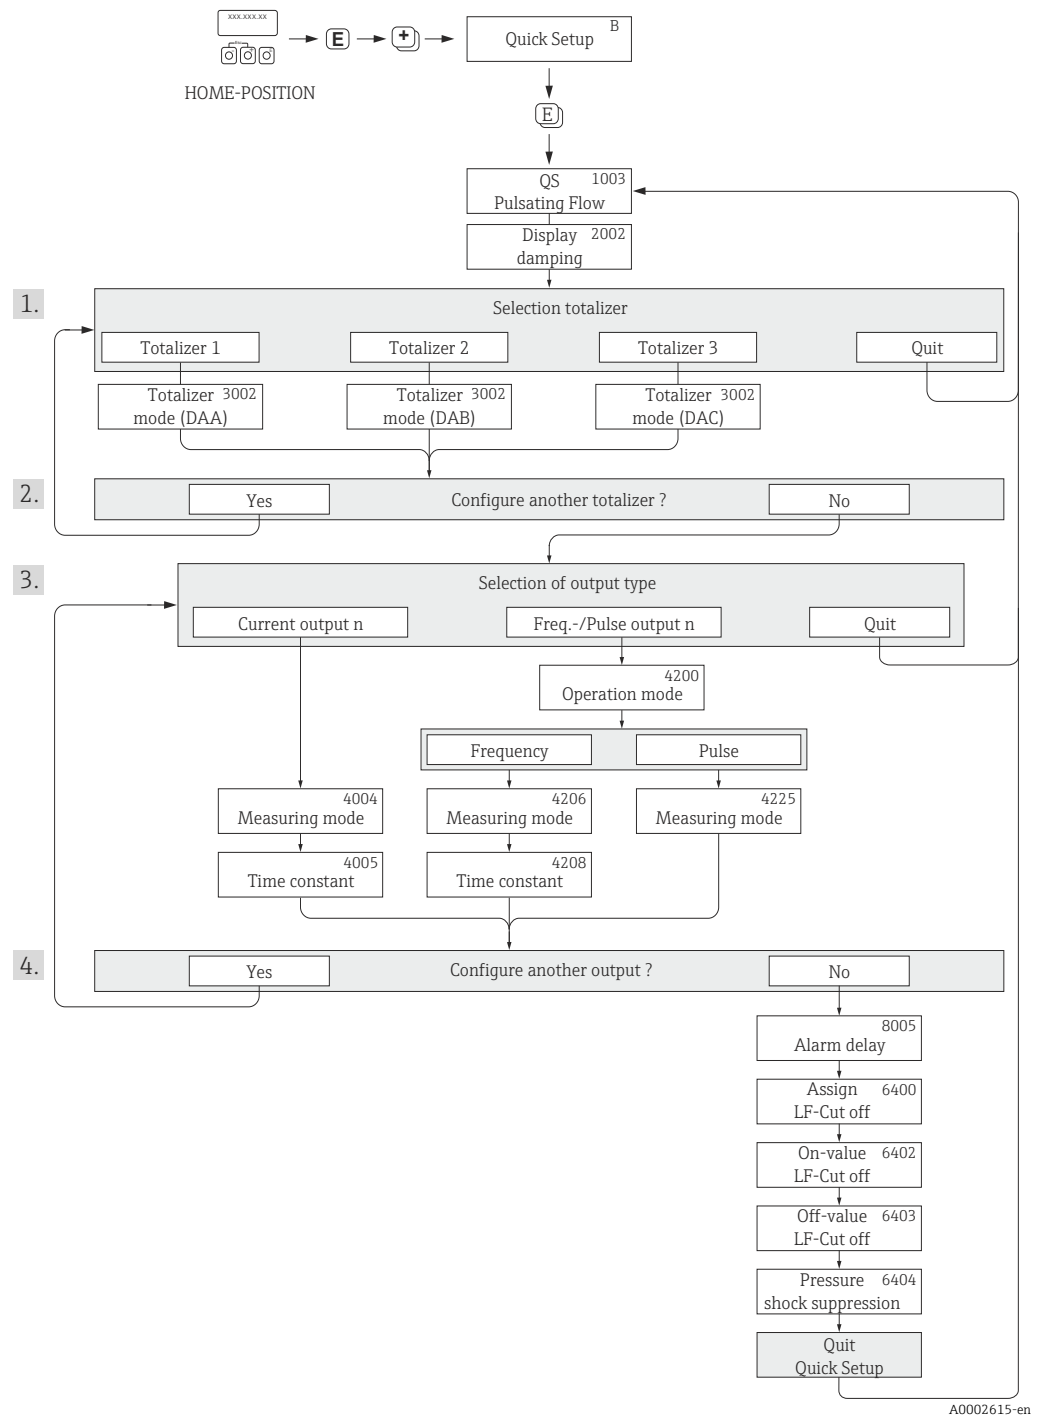 xxx.xxx.xx
Esc
E
+
B
Quick Setup
HOME-POSITION
E
QS 1003
Pulsating Flow
Display 2002
damping
1.
Selection totalizer
Totalizer 1
Totalizer 2
Totalizer 3
Quit
Totalizer 3002
mode (DAA)
Totalizer 3002
mode (DAB)
Totalizer 3002
mode (DAC)
2.
Yes
Configure another totalizer ?
No
3.
Selection of output type
Current output n
Freq.-/Pulse output n
Quit
4200
Operation mode
Frequency
Pulse
4004
Measuring mode
4206
Measuring mode
4225
Measuring mode
4005
Time constant
4208
Time constant
4.
Yes
Configure another output ?
No
8005
Alarm delay
Assign 6400
LF-Cut off
On-value 6402
LF-Cut off
Off-value 6403
LF-Cut off
Pressure 6404
shock suppression
Quit
Quick Setup
A0002615-en